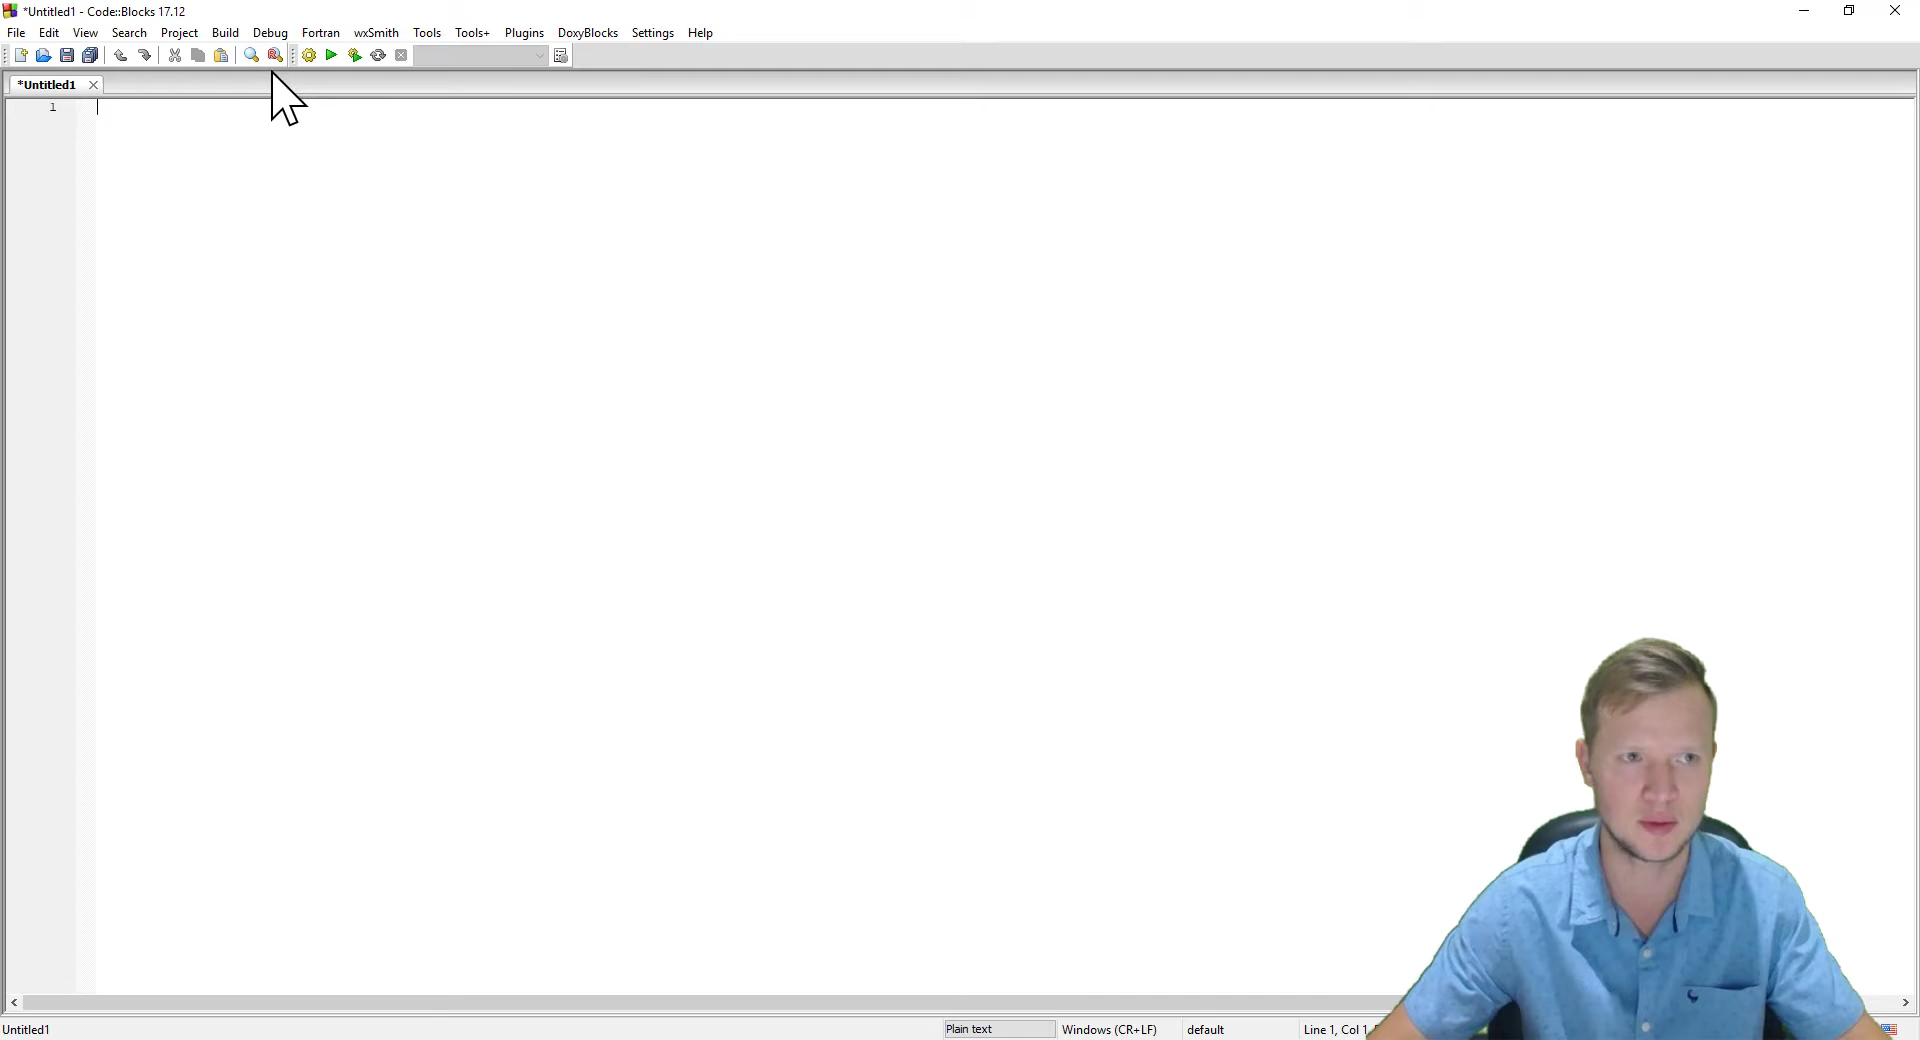 *Untitled1 - Code::Blocks 17.12
File Edit View Search Project Build Debug Fortran wxSmith Tools Tools+ Plugins DoxyBlocks Settings Help
*Untitled1
1
Untitled1 Plain text Windows (CR+LF) default Line 1, Col 1